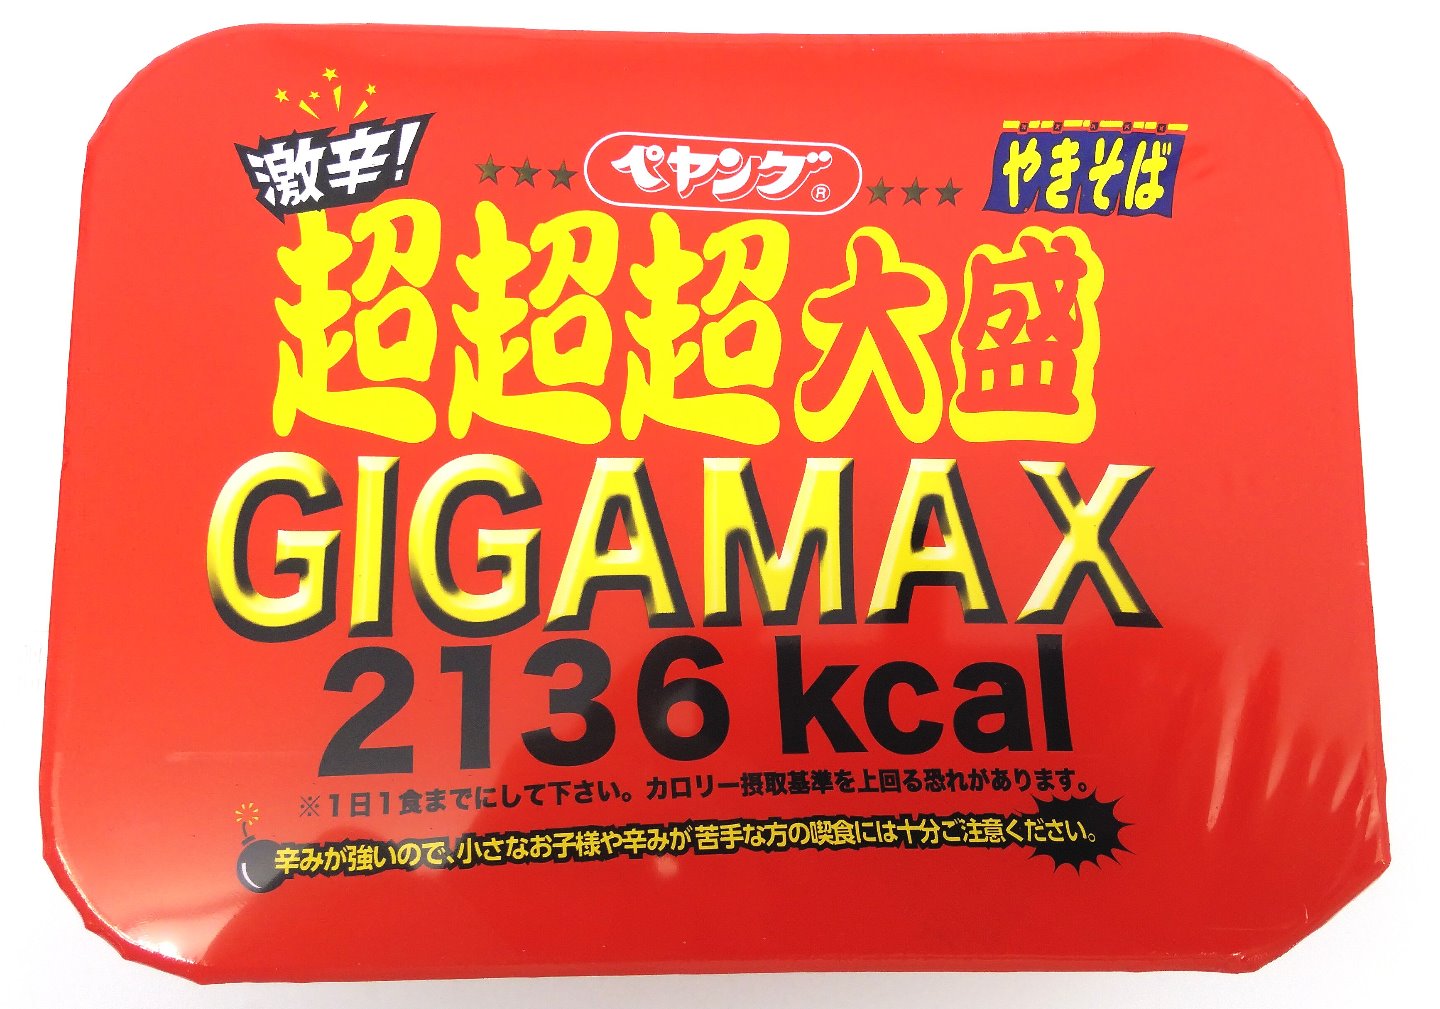 激辛!
ペヤング®
やきそば
超超超大盛
GIGAMAX
2136 kcal
※1日1食までにして下さい。カロリー摂取基準を上回る恐れがあります。
辛みが強いので、小さなお子様や辛みが苦手な方の喫食には十分ご注意ください。